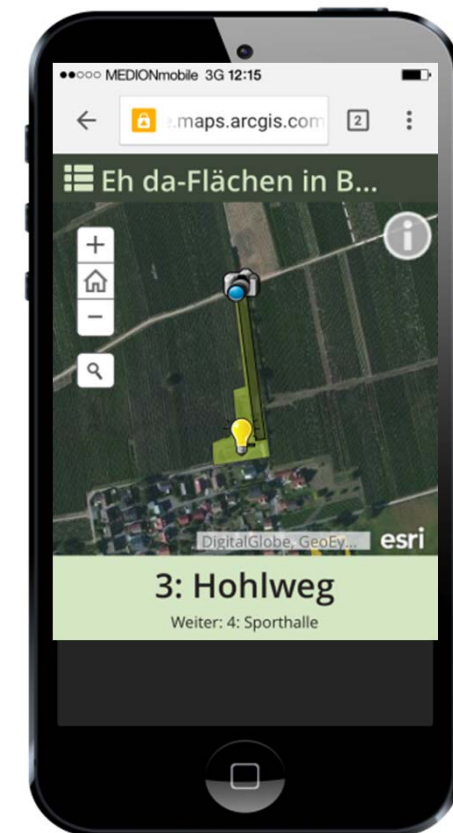 MEDIONmobile 3G 12:15
.maps.arcgis.com 2
Eh da-Flächen in B...
i
+
−
DigitalGlobe, GeoEy... esri
3: Hohlweg
Weiter: 4: Sporthalle